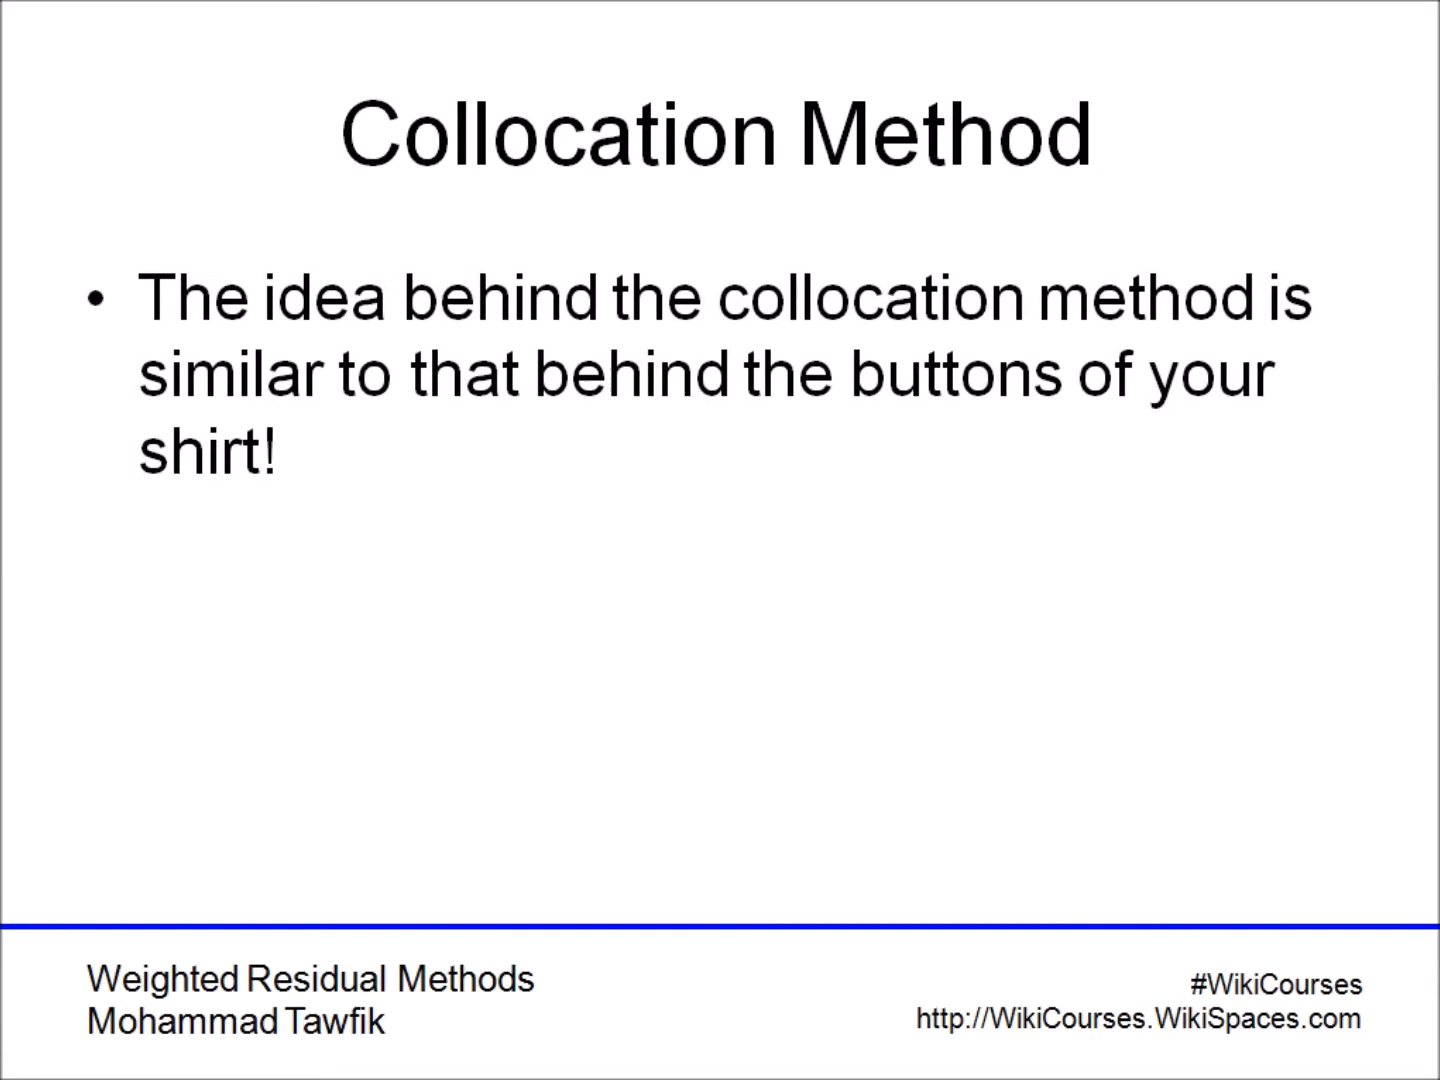 Collocation Method
• The idea behind the collocation method is
similar to that behind the buttons of your
shirt!
Weighted Residual Methods
Mohammad Tawfik
#WikiCourses
http://WikiCourses.WikiSpaces.com